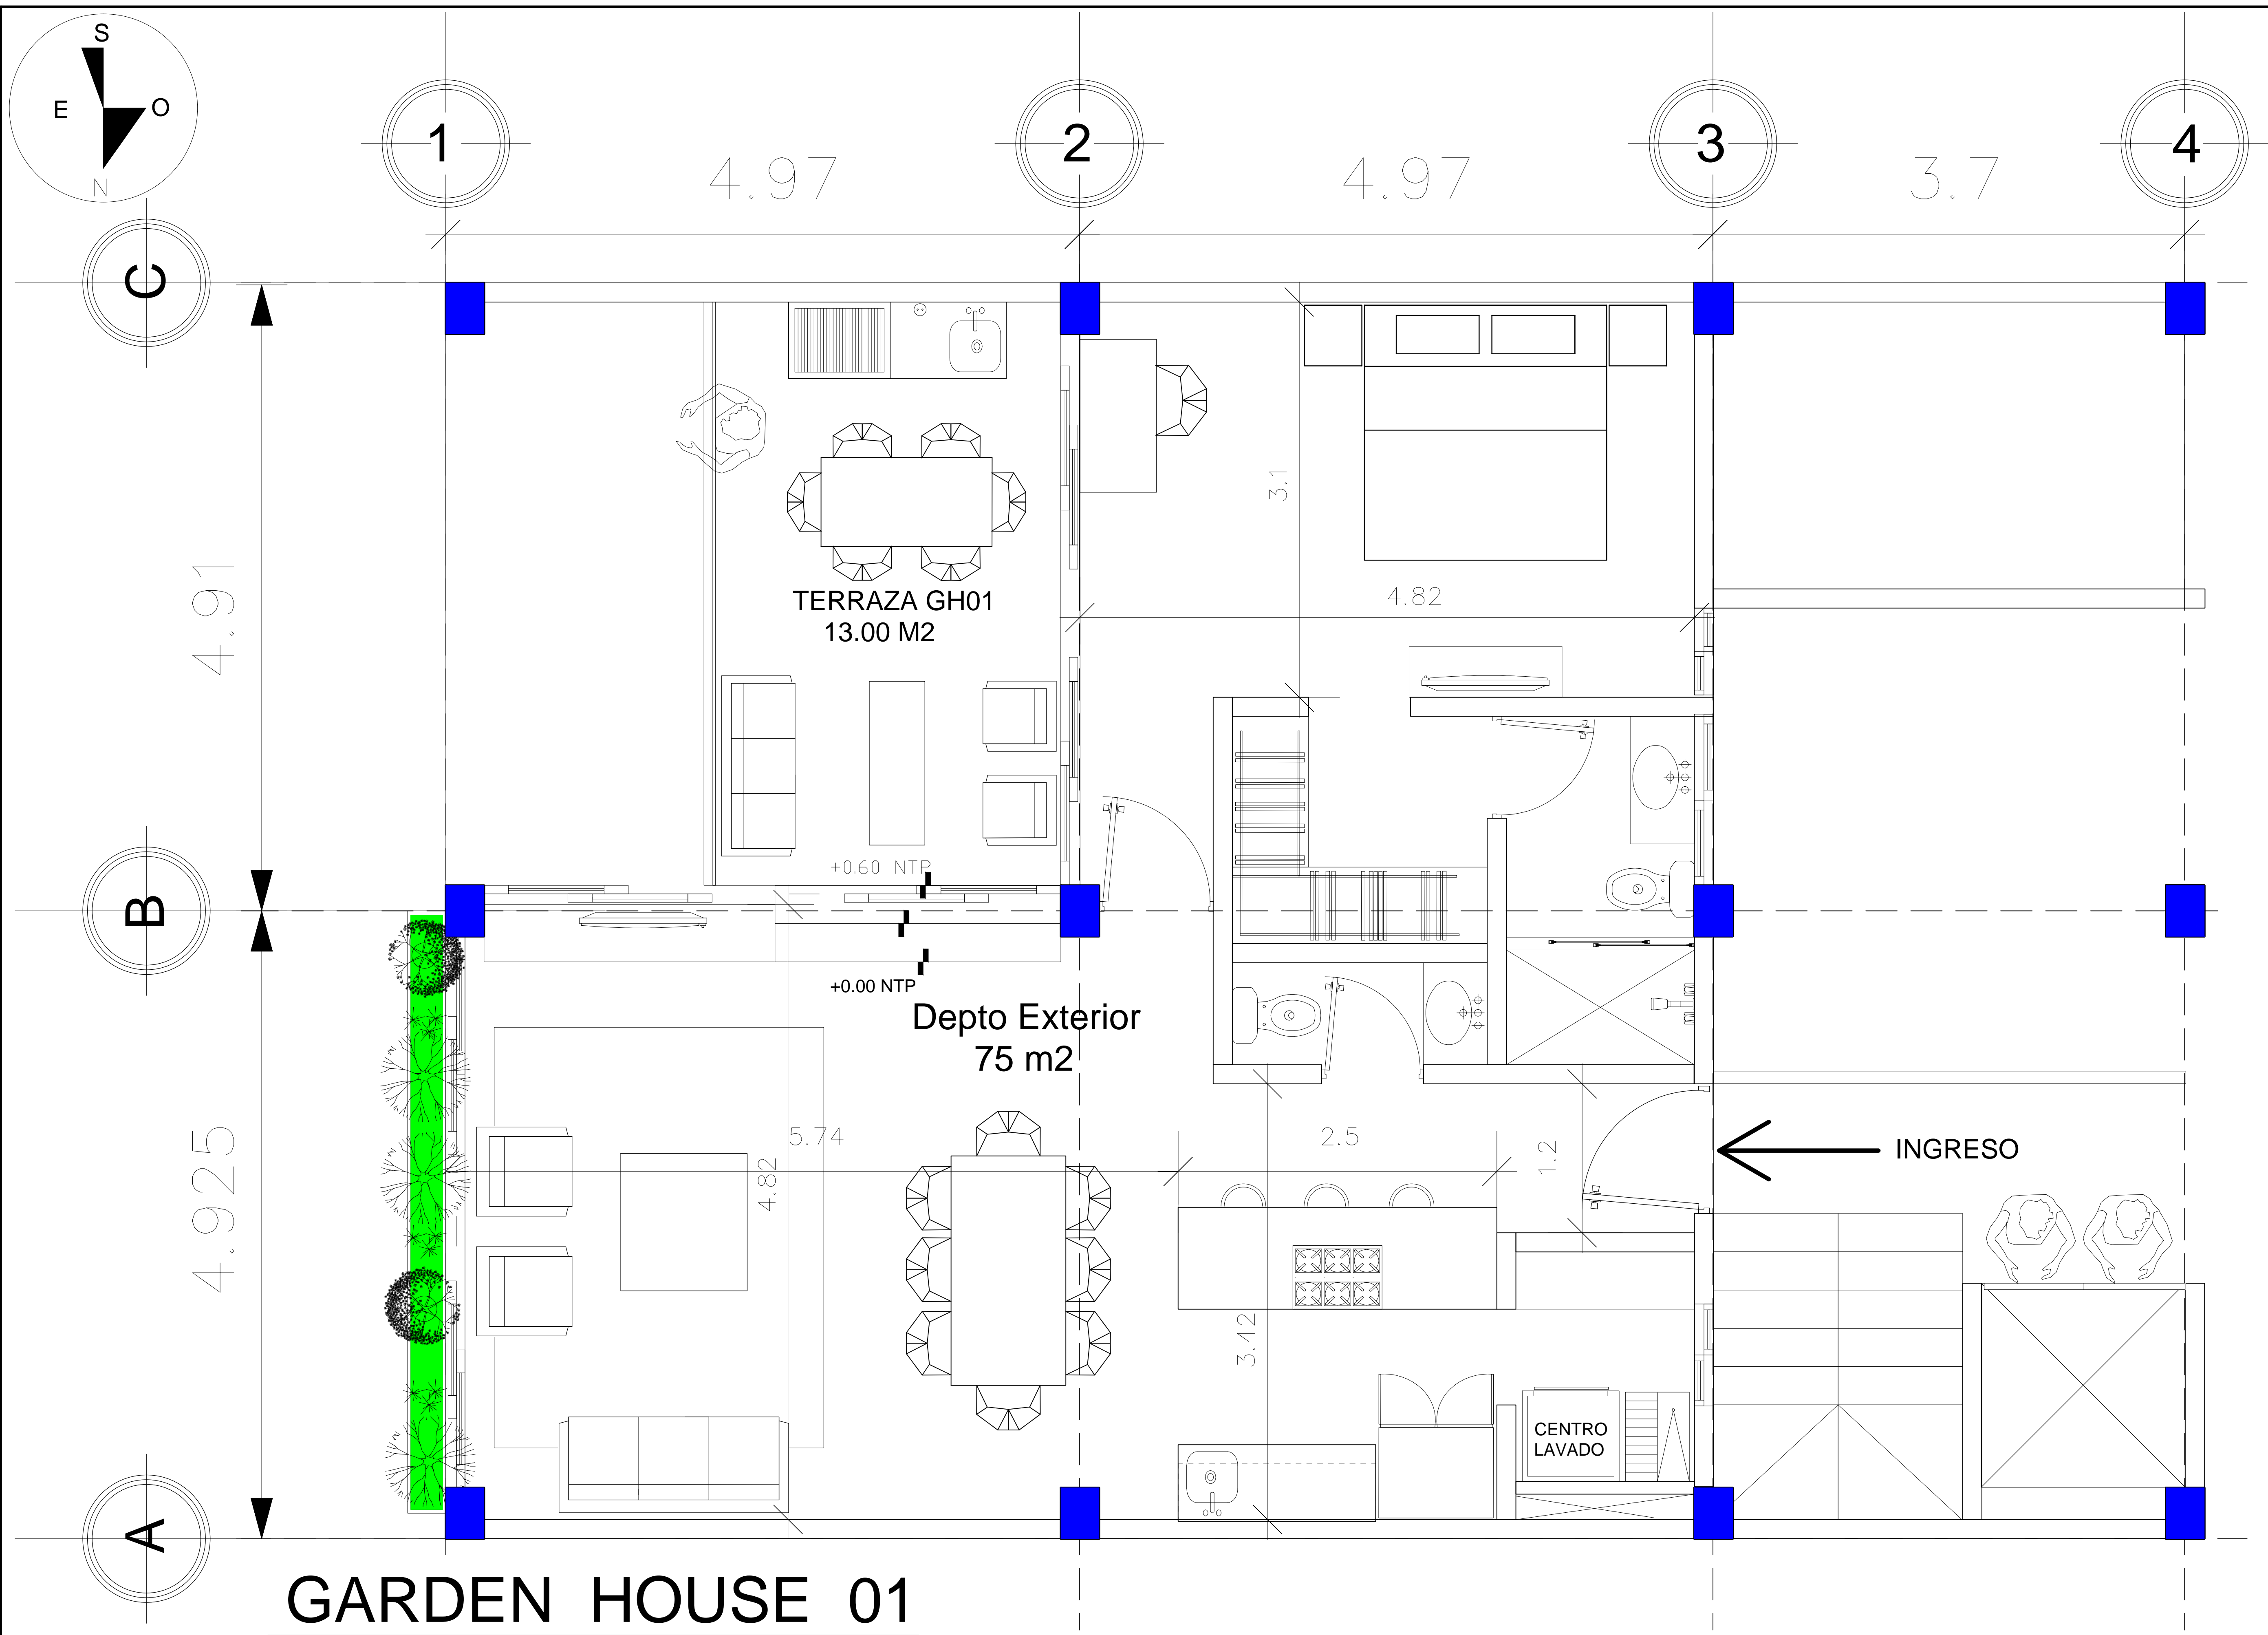 S
E
O
N
1
2
3
4
4.97
4.97
3.7
C
4.91
3.1
TERRAZA GH01
13.00 M2
4.82
+0.60 NTP
B
+0.00 NTP
Depto Exterior
75 m2
5.74
4.82
2.5
1.2
INGRESO
4.925
3.42
CENTRO
LAVADO
A
GARDEN HOUSE 01